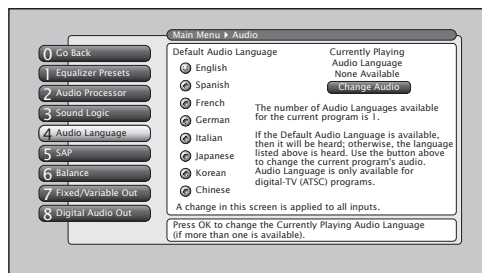 Main Menu Audio
0 Go Back
1 Equalizer Presets
2 Audio Processor
3 Sound Logic
4 Audio Language
5 SAP
6 Balance
7 Fixed/Variable Out
8 Digital Audio Out
Default Audio Language
English
Spanish
French
German
Italian
Japanese
Korean
Chinese
Currently Playing
Audio Language
None Available
Change Audio
The number of Audio Languages available
for the current program is 1.
If the Default Audio Language is available,
then it will be heard; otherwise, the language
listed above is heard. Use the button above
to change the current program's audio.
Audio Language is only available for
digital-TV (ATSC) programs.
A change in this screen is applied to all inputs.
Press OK to change the Currently Playing Audio Language
(if more than one is available).